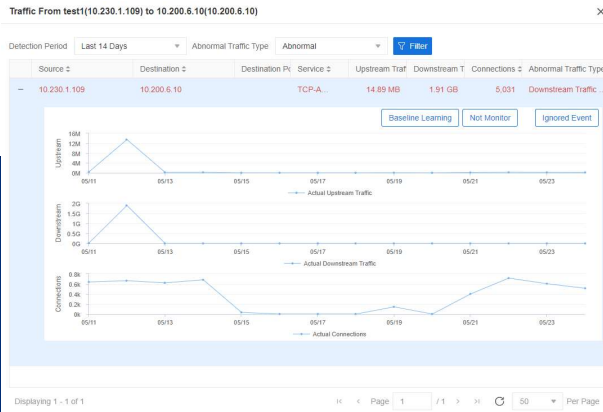 Traffic From test1(10.230.1.109) to 10.200.6.10(10.200.6.10)
Detection Period Last 14 Days Abnormal Traffic Type Abnormal Filter
Source Destination Destination Po Service Upstream Traf Downstream T Connections Abnormal Traffic Type
10.230.1.109 10.200.6.10 TCP-A... 14.89 MB 1.91 GB 5,031 Downstream Traffic ...
Baseline Learning Not Monitor Ignored Event
Upstream
16M
12M
8M
4M
0M
05/11 05/13 05/15 05/17 05/19 05/21 05/23
Actual Upstream Traffic
Downstream
2G
1.5G
1G
0.5G
0G
05/11 05/13 05/15 05/17 05/19 05/21 05/23
Actual Downstream Traffic
Connections
0.8k
0.6k
0.4k
0.2k
0k
05/11 05/13 05/15 05/17 05/19 05/21 05/23
Actual Connections
Displaying 1 - 1 of 1 Page 1 / 1 50 Per Page